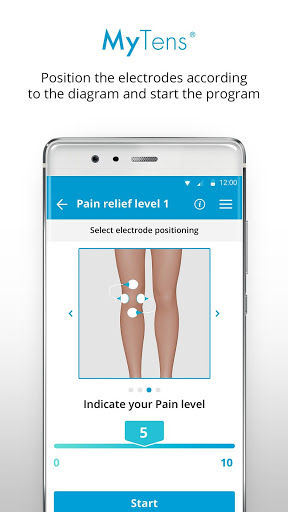 MyTens®
Position the electrodes according
to the diagram and start the program
12:00
Pain relief level 1
Select electrode positioning
Indicate your Pain level
5
0 10
Start